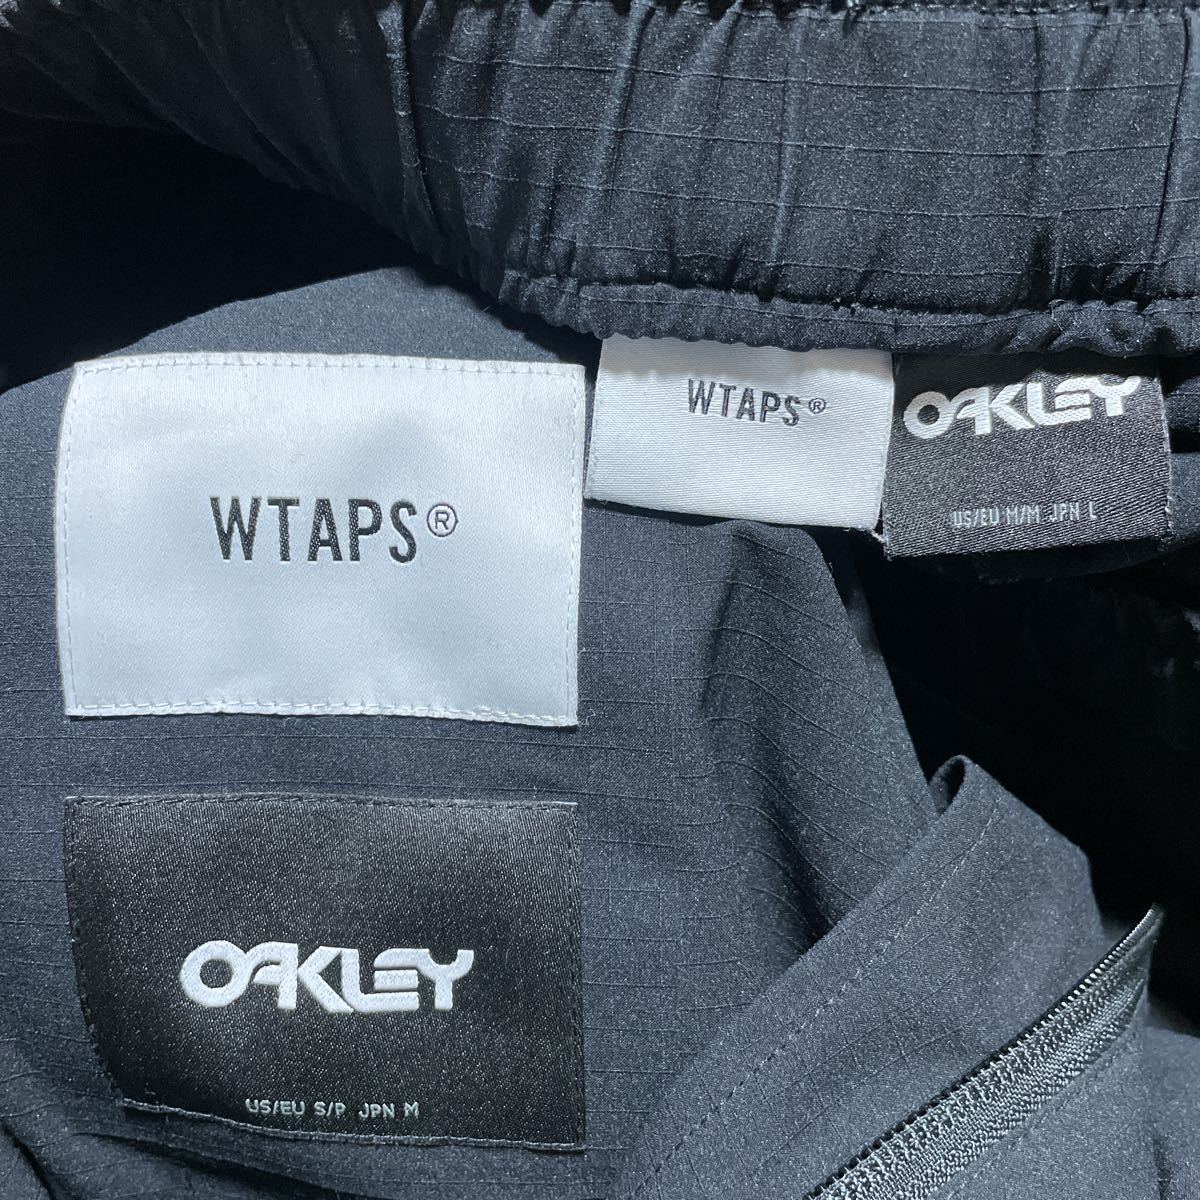 WTAPS®
OAKLEY
US/EU M/M JPN L
WTAPS®
OAKLEY
US/EU S/P JPN M